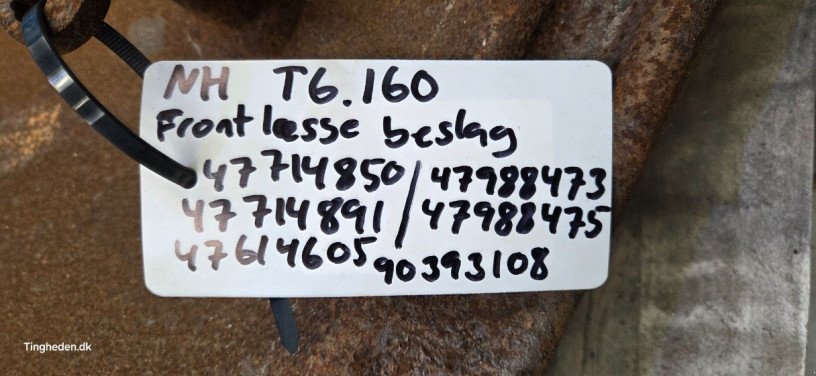 NH T6.160
Frontlæsse beslag
47714850/47988473
47714891/47988475
47614605 90393108
Tingheden.dk